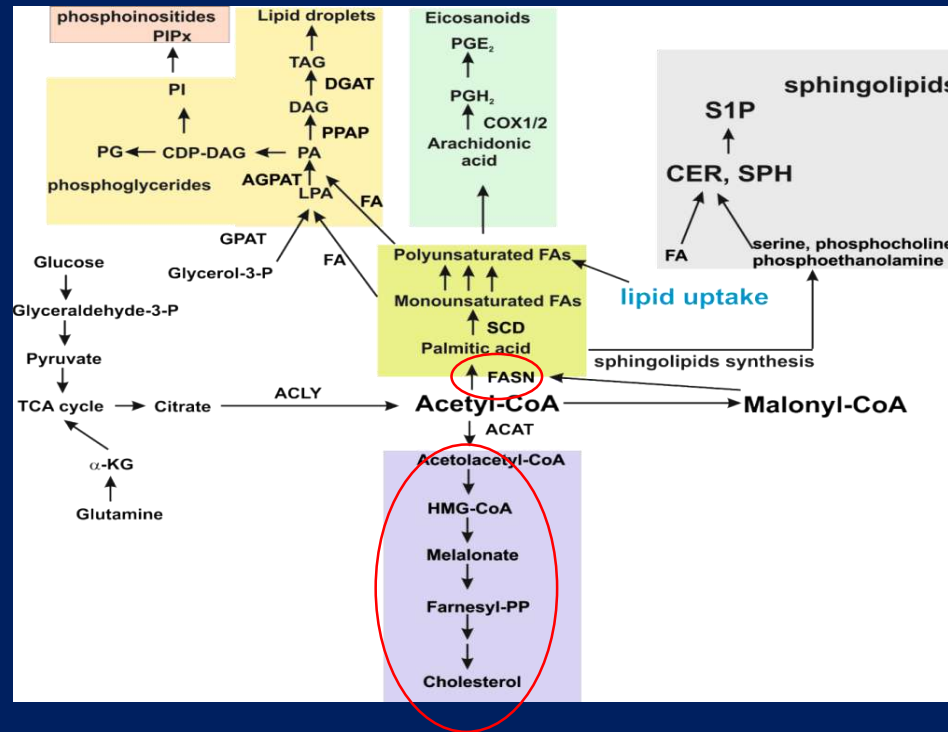 phosphoinositides
PIPx
PI
PG
CDP-DAG
phosphoglycerides
Lipid droplets
TAG
DGAT
DAG
PPAP
PA
AGPAT
LPA
FA
GPAT
Glycerol-3-P
FA
Eicosanoids
PGE₂
PGH₂
COX1/2
Arachidonic
acid
sphingolipids
S1P
CER, SPH
FA
serine, phosphocholine
phosphoethanolamine
Polyunsaturated FAs
lipid uptake
Monounsaturated FAs
SCD
Palmitic acid
sphingolipids synthesis
FASN
Glucose
Glyceraldehyde-3-P
Pyruvate
TCA cycle
Citrate
ACLY
Acetyl-CoA
Malonyl-CoA
α-KG
Glutamine
ACAT
Acetolacetyl-CoA
HMG-CoA
Melalonate
Farnesyl-PP
Cholesterol